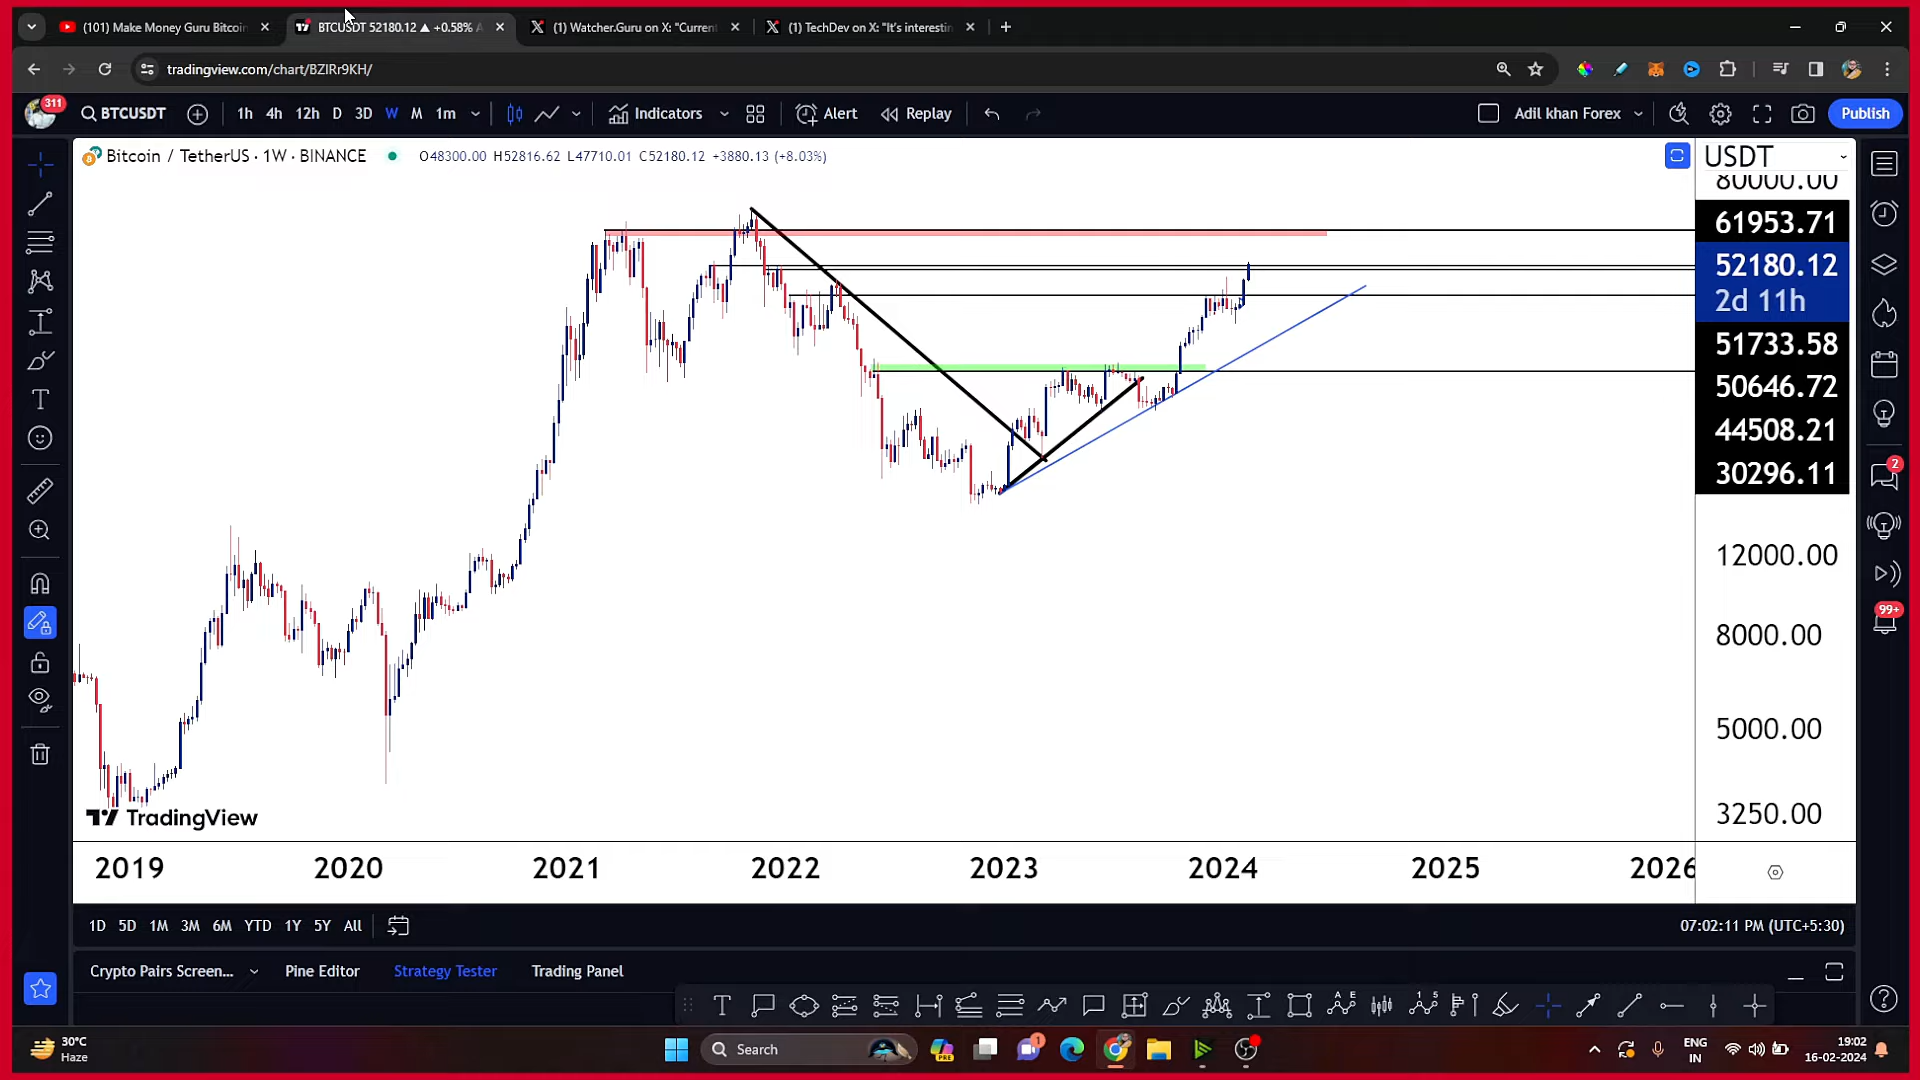 (101) Make Money Guru Bitcoin
BTCUSDT 52180.12 ▲ +0.58%
(1) Watcher.Guru on X: "Current
(1) TechDev on X: "It's interestin
tradingview.com/chart/BZIRr9KH/
311
BTCUSDT
1h 4h 12h D 3D W M 1m
Indicators
Alert
Replay
Adil khan Forex
Publish
Bitcoin / TetherUS · 1W · BINANCE
O48300.00 H52816.62 L47710.01 C52180.12 +3880.13 (+8.03%)
USDT
80000.00
61953.71
52180.12
2d 11h
51733.58
50646.72
44508.21
30296.11
12000.00
8000.00
5000.00
3250.00
2
99+
TradingView
2019 2020 2021 2022 2023 2024 2025 2026
1D 5D 1M 3M 6M YTD 1Y 5Y All
07:02:11 PM (UTC+5:30)
Crypto Pairs Screen...
Pine Editor
Strategy Tester
Trading Panel
30°C
Haze
Search
PRE
1
ENG
IN
19:02
16-02-2024